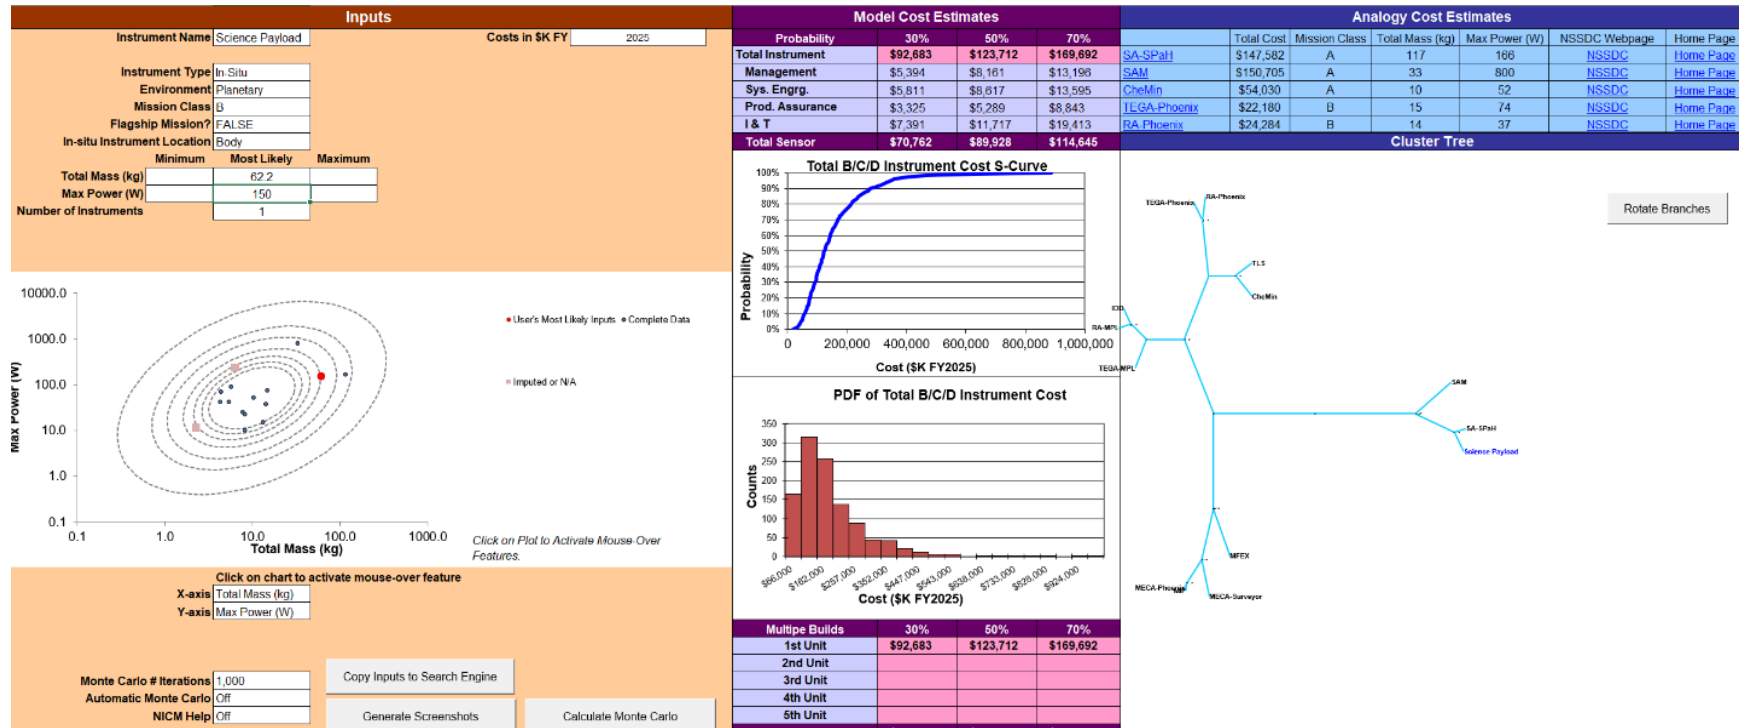 Inputs
Instrument Name Science Payload Costs in $K FY 2025
Instrument Type In-Situ
Environment Planetary
Mission Class B
Flagship Mission? FALSE
In-situ Instrument Location Body
Minimum Most Likely Maximum
Total Mass (kg) 62.2
Max Power (W) 150
Number of Instruments 1
10000.0
1000.0
100.0
10.0
1.0
0.1
Max Power (W)
0.1 1.0 10.0 100.0 1000.0
Total Mass (kg)
User's Most Likely Inputs Complete Data
Imputed or N/A
Click on Plot to Activate Mouse-Over
Features.
Click on chart to activate mouse-over feature
X-axis Total Mass (kg)
Y-axis Max Power (W)
Monte Carlo # Iterations 1,000
Automatic Monte Carlo Off
NICM Help Off
Copy Inputs to Search Engine
Generate Screenshots Calculate Monte Carlo
Model Cost Estimates
Probability 30% 50% 70%
Total Instrument $92,683 $123,712 $169,692
Management $5,394 $8,161 $13,196
Sys. Engrg. $5,811 $8,617 $13,595
Prod. Assurance $3,325 $5,289 $8,843
I & T $7,391 $11,717 $19,413
Total Sensor $70,762 $89,928 $114,645
Total B/C/D Instrument Cost S-Curve
100%
90%
80%
70%
60%
50%
40%
30%
20%
10%
0%
Probability
0 200,000 400,000 600,000 800,000 1,000,000
Cost ($K FY2025)
PDF of Total B/C/D Instrument Cost
350
300
250
200
150
100
50
0
Counts
$66,000 $162,000 $257,000 $352,000 $447,000 $543,000 $638,000 $733,000 $828,000 $924,000
Cost ($K FY2025)
Multipe Builds 30% 50% 70%
1st Unit $92,683 $123,712 $169,692
2nd Unit
3rd Unit
4th Unit
5th Unit
Analogy Cost Estimates
Total Cost Mission Class Total Mass (kg) Max Power (W) NSSDC Webpage Home Page
SA-SPaH $147,582 A 117 166 NSSDC Home Page
SAM $150,705 A 33 800 NSSDC Home Page
CheMin $54,030 A 10 52 NSSDC Home Page
TEGA-Phoenix $22,180 B 15 74 NSSDC Home Page
RA-Phoenix $24,284 B 14 37 NSSDC Home Page
Cluster Tree
Rotate Branches
RA-Phoenix
TEGA-Phoenix
TLS
CheMin
IDD
RA-MPL
TEGA-MPL
SAM
SA-SPaH
Science Payload
MFEX
MECA-Phoenix
MECA-Surveyor